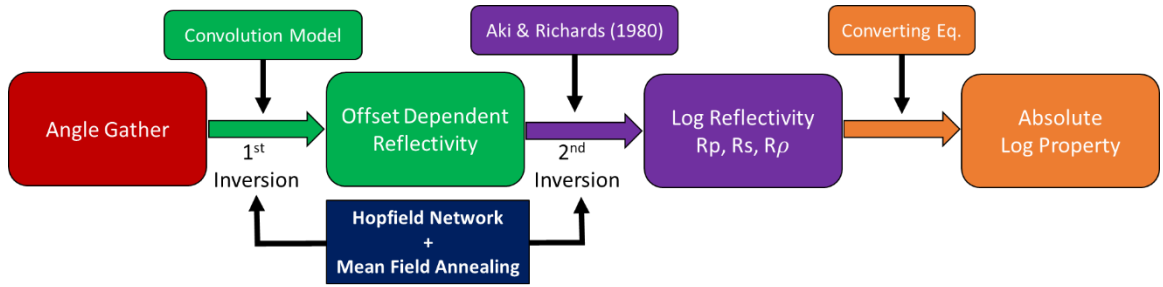 Convolution Model
Aki & Richards (1980)
Converting Eq.
Angle Gather
1st
Inversion
Offset Dependent
Reflectivity
2nd
Inversion
Log Reflectivity
Rp, Rs, Rρ
Absolute
Log Property
Hopfield Network
+
Mean Field Annealing